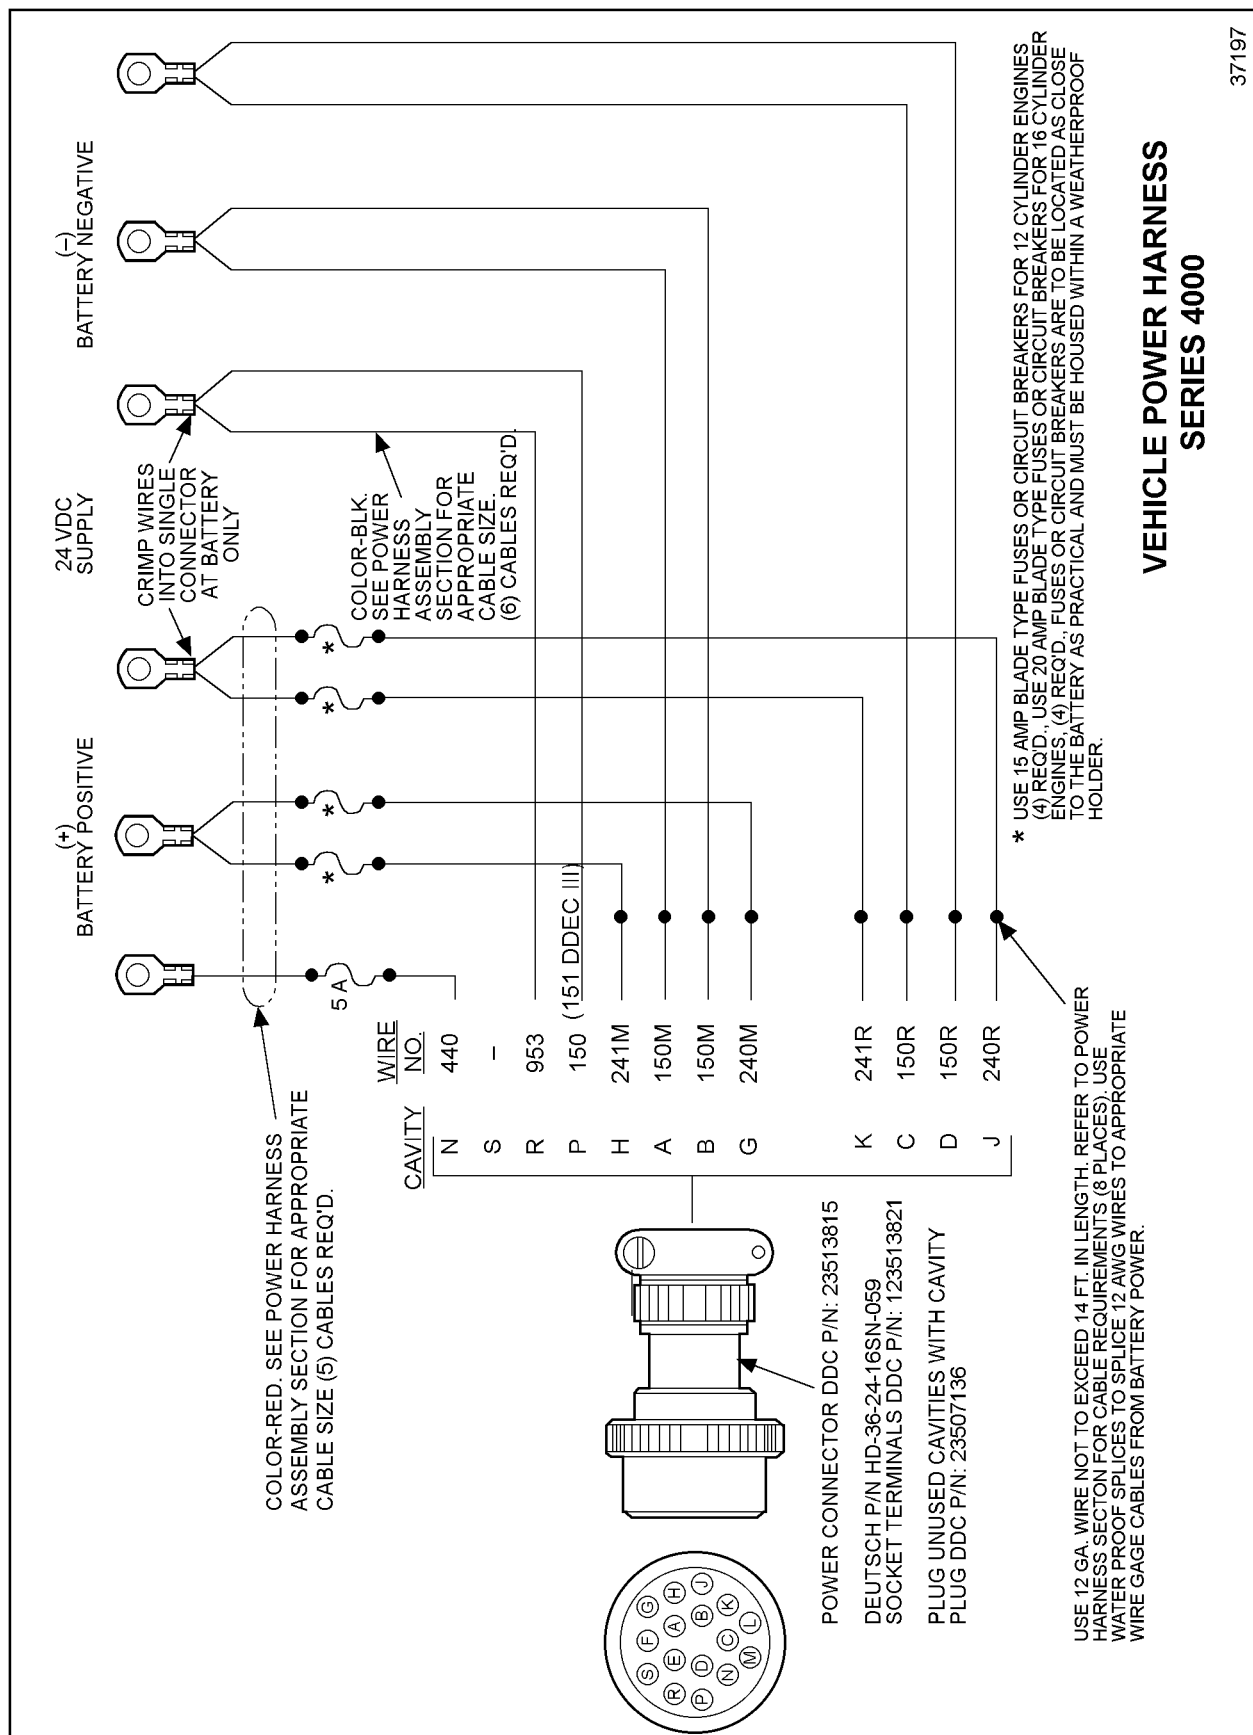 24 VDC
SUPPLY
(+)
BATTERY POSITIVE
(–)
BATTERY NEGATIVE
CRIMP WIRES
INTO SINGLE
CONNECTOR
AT BATTERY
ONLY
COLOR-RED. SEE POWER HARNESS
ASSEMBLY SECTION FOR APPROPRIATE
CABLE SIZE (5) CABLES REQ'D.
COLOR-BLK.
SEE POWER
HARNESS
ASSEMBLY
SECTION FOR
APPROPRIATE
CABLE SIZE.
(6) CABLES REQ'D.
5 A
*
*
*
*
CAVITY WIRE NO.
N 440
S –
R 953
P 150 (151 DDEC III)
H 241M
A 150M
B 150M
G 240M
K 241R
C 150R
D 150R
J 240R
S F G
R E A H
P D B J
N C K
M L
POWER CONNECTOR DDC P/N: 23513815
DEUTSCH P/N HD-36-24-16SN-059
SOCKET TERMINALS DDC P/N: 123513821
PLUG UNUSED CAVITIES WITH CAVITY
PLUG DDC P/N: 23507136
* USE 15 AMP BLADE TYPE FUSES OR CIRCUIT BREAKERS FOR 12 CYLINDER ENGINES
(4) REQ'D., USE 20 AMP BLADE TYPE FUSES OR CIRCUIT BREAKERS FOR 16 CYLINDER
ENGINES, (4) REQ'D., FUSES OR CIRCUIT BREAKERS ARE TO BE LOCATED AS CLOSE
TO THE BATTERY AS PRACTICAL AND MUST BE HOUSED WITHIN A WEATHERPROOF
HOLDER.
USE 12 GA. WIRE NOT TO EXCEED 14 FT. IN LENGTH. REFER TO POWER
HARNESS SECTON FOR CABLE REQUIREMENTS (8 PLACES). USE
WATER PROOF SPLICES TO SPLICE 12 AWG WIRES TO APPROPRIATE
WIRE GAGE CABLES FROM BATTERY POWER.
VEHICLE POWER HARNESS
SERIES 4000
37197